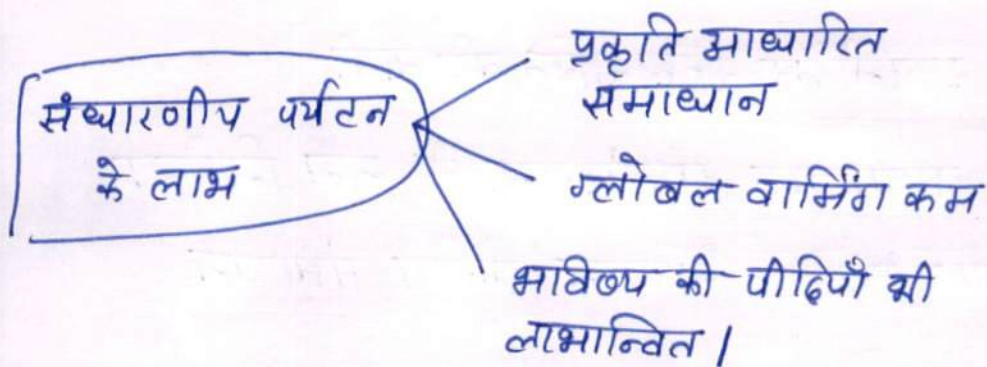 संधारणीय पर्यटन
के लाभ
प्रकृति आधारित
समाधान
ग्लोबल वार्मिंग कम
भविष्य की पीढ़ियाँ भी
लाभान्वित।